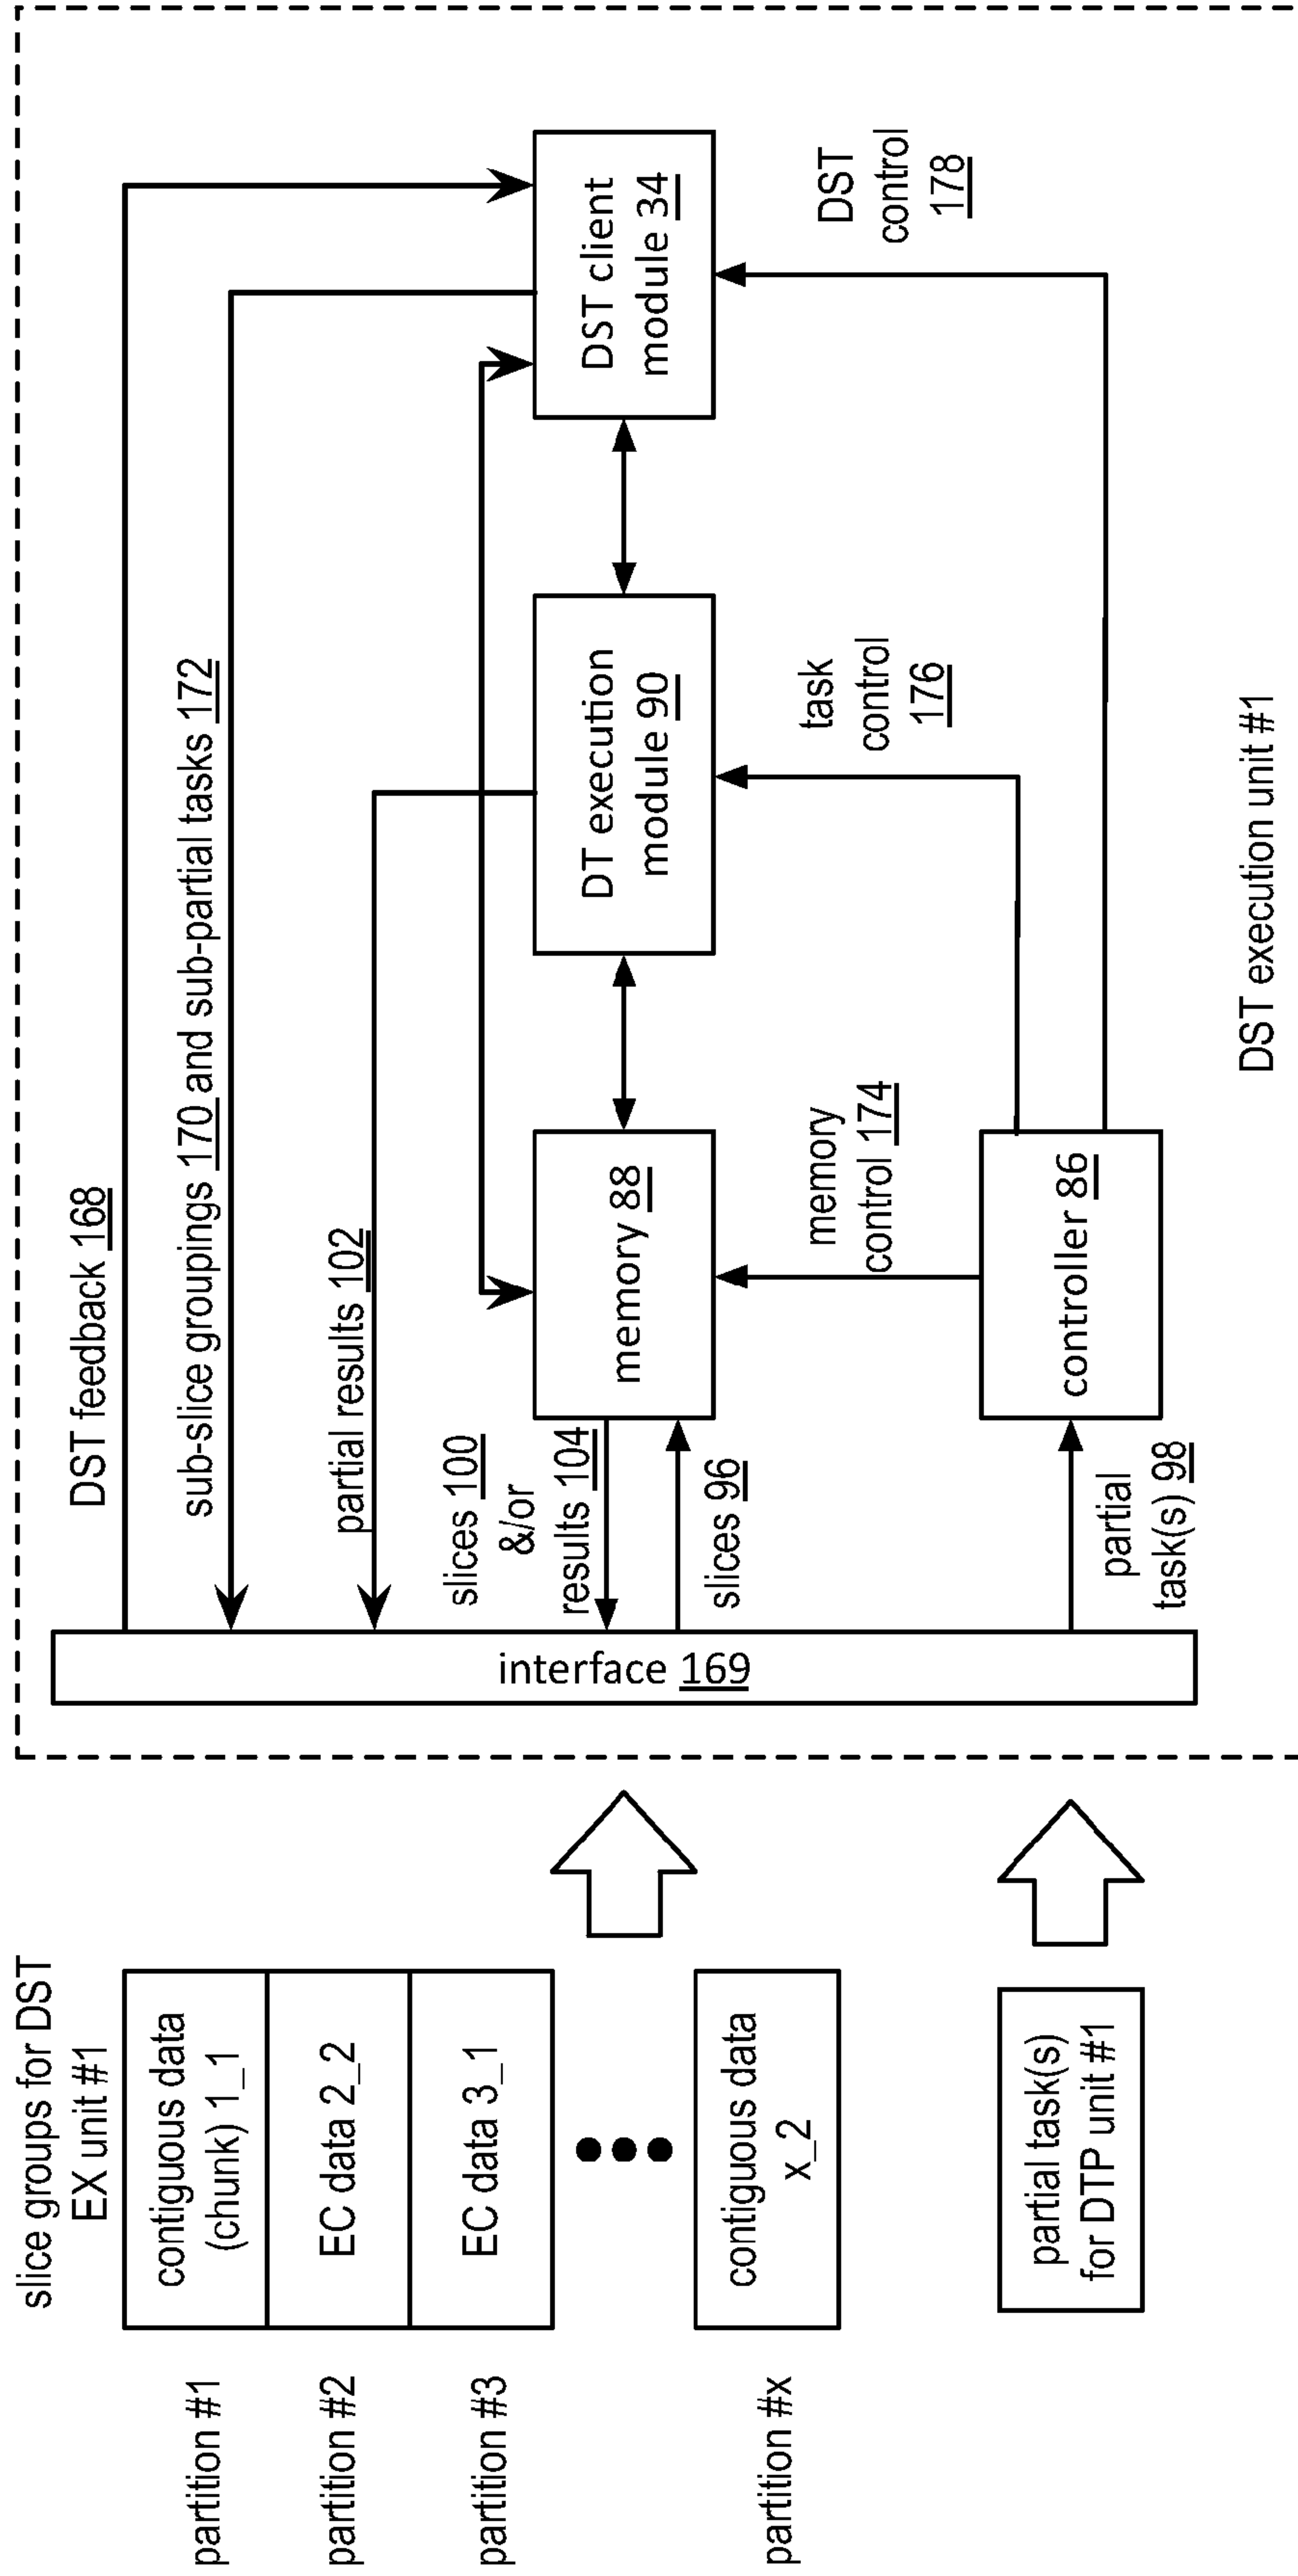 slice groups for DST
EX unit #1
partition #1
contiguous data
(chunk) 1_1
partition #2
EC data 2_2
partition #3
EC data 3_1
partition #x
contiguous data
x_2
partial task(s)
for DTP unit #1
interface 169
DST feedback 168
sub-slice groupings 170 and sub-partial tasks 172
partial results 102
slices 100
&/or
results 104
slices 96
partial
task(s) 98
memory 88
DT execution
module 90
DST client
module 34
memory
control 174
task
control
176
DST
control
178
controller 86
DST execution unit #1